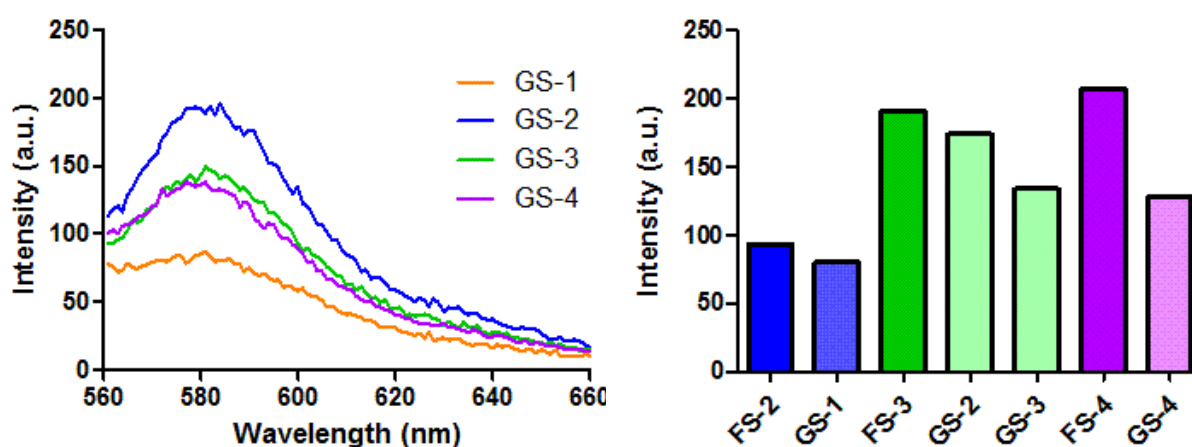 250
200
150
100
50
0
Intensity (a.u.)
560 580 600 620 640 660
Wavelength (nm)
GS-1
GS-2
GS-3
GS-4
250
200
150
100
50
0
Intensity (a.u.)
FS-2
GS-1
FS-3
GS-2
GS-3
FS-4
GS-4